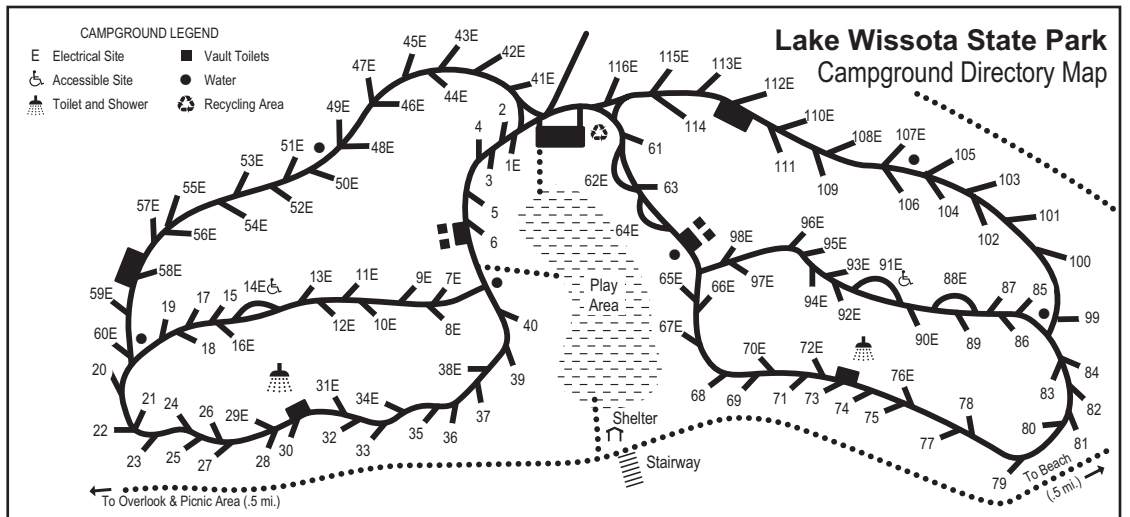 Lake Wissota State Park
Campground Directory Map
CAMPGROUND LEGEND
E Electrical Site
Accessible Site
Toilet and Shower
Vault Toilets
Water
Recycling Area
45E
43E
42E
41E
47E
44E
46E
49E
48E
51E
50E
53E
52E
55E
54E
57E
56E
58E
59E
60E
2
4
1E
3
5
6
116E
115E
113E
112E
114
110E
111
108E
109
107E
106
105
104
103
102
101
100
99
61
62E
63
64E
65E
66E
67E
98E
97E
96E
95E
94E
93E
92E
91E
90E
88E
89
87
86
85
84
83
82
81
80
79
78
77
76E
75
74
73
72E
71
70E
69
68
19
17
15
14E
13E
11E
9E
7E
18
16E
12E
10E
8E
40
39
38E
37
36
35
34E
33
32
31E
30
29E
28
27
26
25
24
23
22
21
20
Play
Area
Shelter
Stairway
To Overlook & Picnic Area (.5 mi.)
To Beach
(.5 mi.)